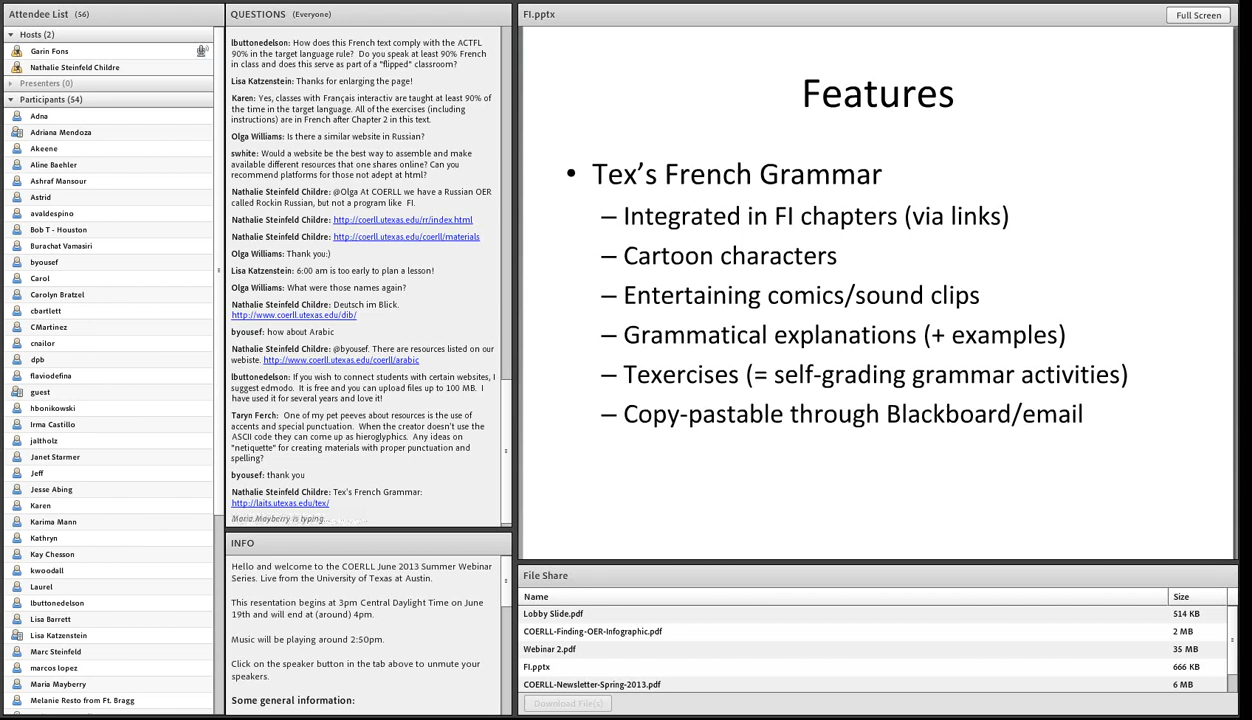 Attendee List (56)
Hosts (2)
Garin Fons
Nathalie Steinfeld Childre
Presenters (0)
Participants (54)
Adna
Adriana Mendoza
Akeene
Aline Baehler
Ashraf Mansour
Astrid
avaldespino
Bob T - Houston
Burachat Vamasiri
byousef
Carol
Carolyn Bratzel
cbartlett
CMartinez
cnailor
dpb
flaviodefina
guest
hbonikowski
Irma Castillo
jaltholz
Janet Starmer
Jeff
Jesse Abing
Karen
Karima Mann
Kathryn
Kay Chesson
kwoodall
Laurel
lbuttonedelson
Lisa Barrett
Lisa Katzenstein
Marc Steinfeld
marcos lopez
Maria Mayberry
Melanie Resto from Ft. Bragg
QUESTIONS (Everyone)
lbuttonedelson: How does this French text comply with the ACTFL
90% in the target language rule? Do you speak at least 90% French
in class and does this serve as part of a "flipped" classroom?
Lisa Katzenstein: Thanks for enlarging the page!
Karen: Yes, classes with Français interactiv are taught at least 90% of
the time in the target language. All of the exercises (including
instructions) are in French after Chapter 2 in this text.
Olga Williams: Is there a similar website in Russian?
swhite: Would a website be the best way to assemble and make
available different resources that one shares online? Can you
recommend platforms for those not adept at html?
Nathalie Steinfeld Childre: @Olga At COERLL we have a Russian OER
called Rockin Russian, but not a program like FI.
Nathalie Steinfeld Childre: http://coerll.utexas.edu/rr/index.html
Nathalie Steinfeld Childre: http://coerll.utexas.edu/coerll/materials
Olga Williams: Thank you:)
Lisa Katzenstein: 6:00 am is too early to plan a lesson!
Olga Williams: What were those names again?
Nathalie Steinfeld Childre: Deutsch im Blick.
http://www.coerll.utexas.edu/dib/
byousef: how about Arabic
Nathalie Steinfeld Childre: @byousef. There are resources listed on our
webiste. http://www.coerll.utexas.edu/coerll/arabic
lbuttonedelson: If you wish to connect students with certain websites, I
suggest edmodo. It is free and you can upload files up to 100 MB. I
have used it for several years and love it!
Taryn Ferch: One of my pet peeves about resources is the use of
accents and special punctuation. When the creator doesn't use the
ASCII code they can come up as hieroglyphics. Any ideas on
"netiquette" for creating materials with proper punctuation and
spelling?
byousef: thank you
Nathalie Steinfeld Childre: Tex's French Grammar:
http://laits.utexas.edu/tex/
Maria Mayberry is typing...
INFO
Hello and welcome to the COERLL June 2013 Summer Webinar
Series. Live from the University of Texas at Austin.
This resentation begins at 3pm Central Daylight Time on June
19th and will end at (around) 4pm.
Music will be playing around 2:50pm.
Click on the speaker button in the tab above to unmute your
speakers.
Some general information:
FI.pptx
Full Screen
Features
• Tex’s French Grammar
– Integrated in FI chapters (via links)
– Cartoon characters
– Entertaining comics/sound clips
– Grammatical explanations (+ examples)
– Texercises (= self-grading grammar activities)
– Copy-pastable through Blackboard/email
File Share
Name Size
Lobby Slide.pdf 514 KB
COERLL-Finding-OER-Infographic.pdf 2 MB
Webinar 2.pdf 35 MB
FI.pptx 666 KB
COERLL-Newsletter-Spring-2013.pdf 6 MB
Download File(s)